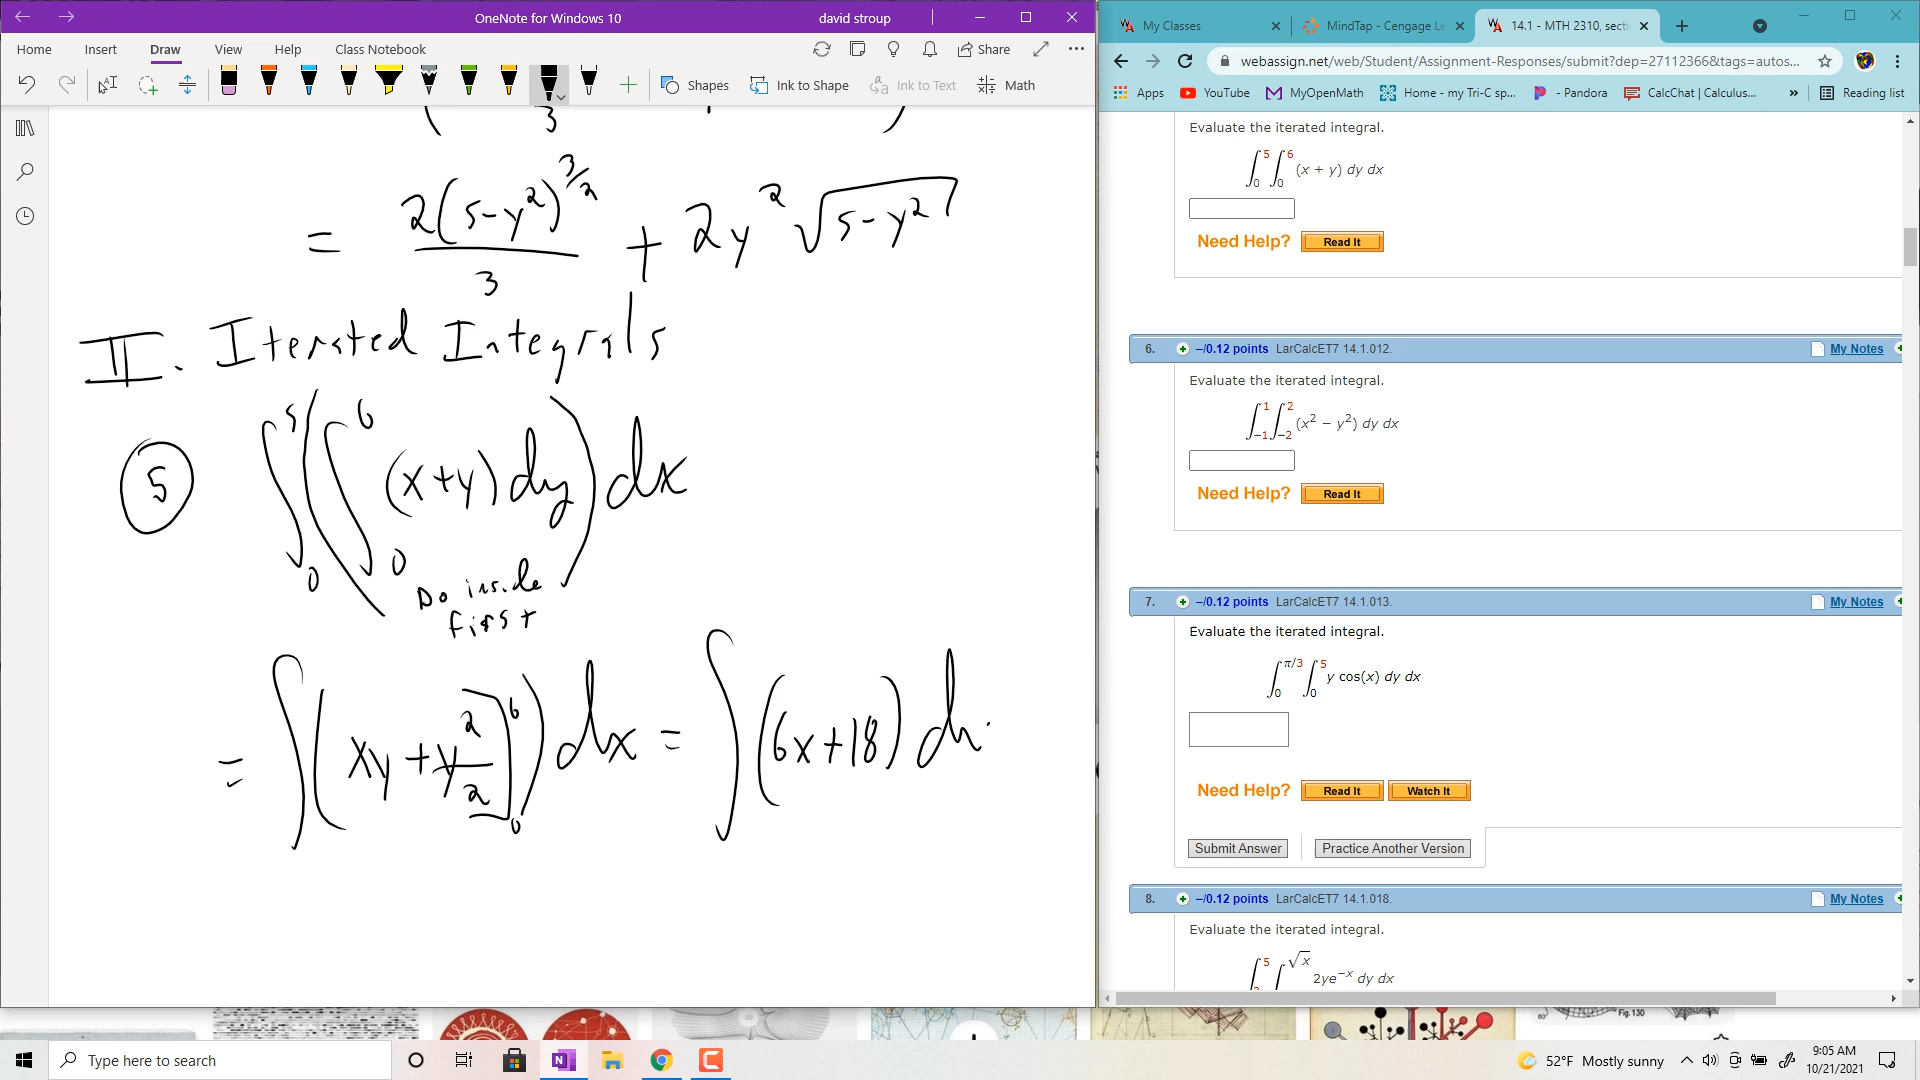 OneNote for Windows 10
david stroup
Home Insert Draw View Help Class Notebook Share
Shapes Ink to Shape Ink to Text Math
3
= 2(5-y²)^(3/2) / 3 + 2y² √(5-y²)
II. Iterated Integrals
5 ∫₀⁵ (∫₀⁶ (x+y) dy) dx
Do inside
first
= ∫ (xy + y²/2 ]₀⁶) dx = ∫ (6x+18) dx
My Classes MindTap - Cengage Le 14.1 - MTH 2310, secti
webassign.net/web/Student/Assignment-Responses/submit?dep=27112366&tags=autos...
Apps YouTube MyOpenMath Home - my Tri-C sp... - Pandora CalcChat | Calculus... » Reading list
Evaluate the iterated integral.
∫₀⁵ ∫₀⁶ (x + y) dy dx
Need Help? Read It
6. –/0.12 points LarCalcET7 14.1.012. My Notes
Evaluate the iterated integral.
∫₋₁¹ ∫₋₂² (x² − y²) dy dx
Need Help? Read It
7. –/0.12 points LarCalcET7 14.1.013. My Notes
Evaluate the iterated integral.
∫₀^(π/3) ∫₀⁵ y cos(x) dy dx
Need Help? Read It Watch It
Submit Answer Practice Another Version
8. –/0.12 points LarCalcET7 14.1.018. My Notes
Evaluate the iterated integral.
∫⁵ ∫^(√x) 2ye^(−x) dy dx
Fig. 130
Type here to search
52°F Mostly sunny
9:05 AM
10/21/2021